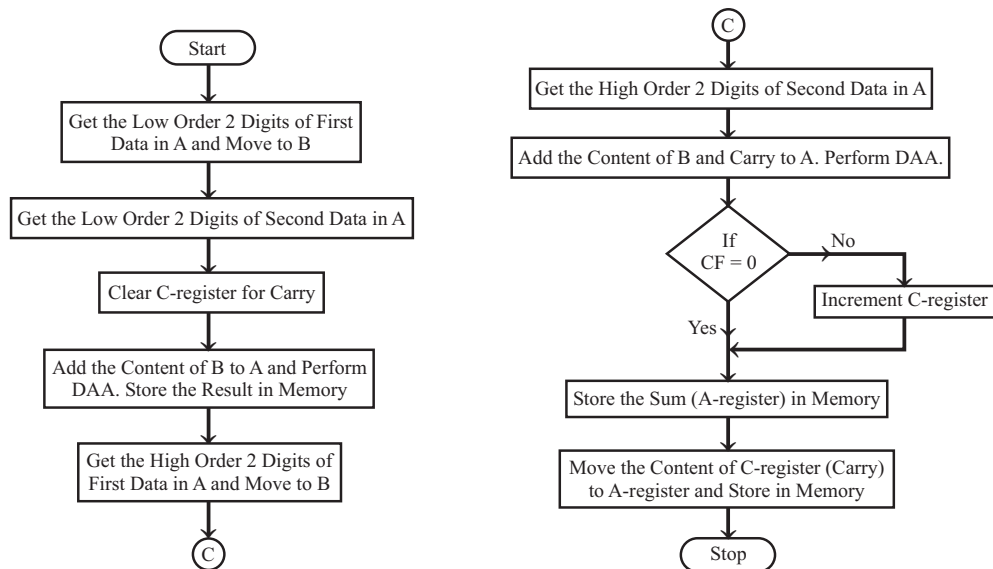 Start
Get the Low Order 2 Digits of First
Data in A and Move to B
Get the Low Order 2 Digits of Second Data in A
Clear C-register for Carry
Add the Content of B to A and Perform
DAA. Store the Result in Memory
Get the High Order 2 Digits of
First Data in A and Move to B
C
C
Get the High Order 2 Digits of Second Data in A
Add the Content of B and Carry to A. Perform DAA.
If
CF = 0
No
Increment C-register
Yes
Store the Sum (A-register) in Memory
Move the Content of C-register (Carry)
to A-register and Store in Memory
Stop